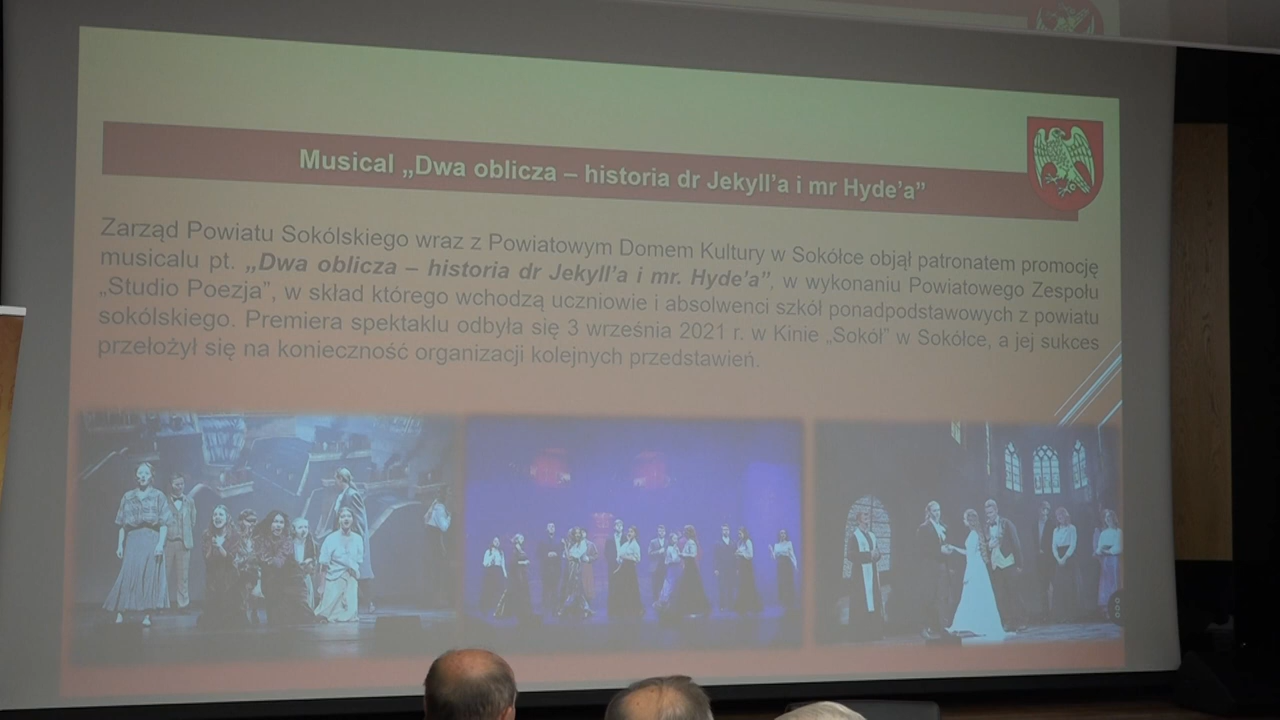 Musical „Dwa oblicza – historia dr Jekyll’a i mr Hyde’a”
Zarząd Powiatu Sokólskiego wraz z Powiatowym Domem Kultury w Sokółce objął patronatem promocję
musicalu pt. „Dwa oblicza – historia dr Jekyll’a i mr. Hyde’a”, w wykonaniu Powiatowego Zespołu
„Studio Poezja”, w skład którego wchodzą uczniowie i absolwenci szkół ponadpodstawowych z powiatu
sokólskiego. Premiera spektaklu odbyła się 3 września 2021 r. w Kinie „Sokół” w Sokółce, a jej sukces
przełożył się na konieczność organizacji kolejnych przedstawień.